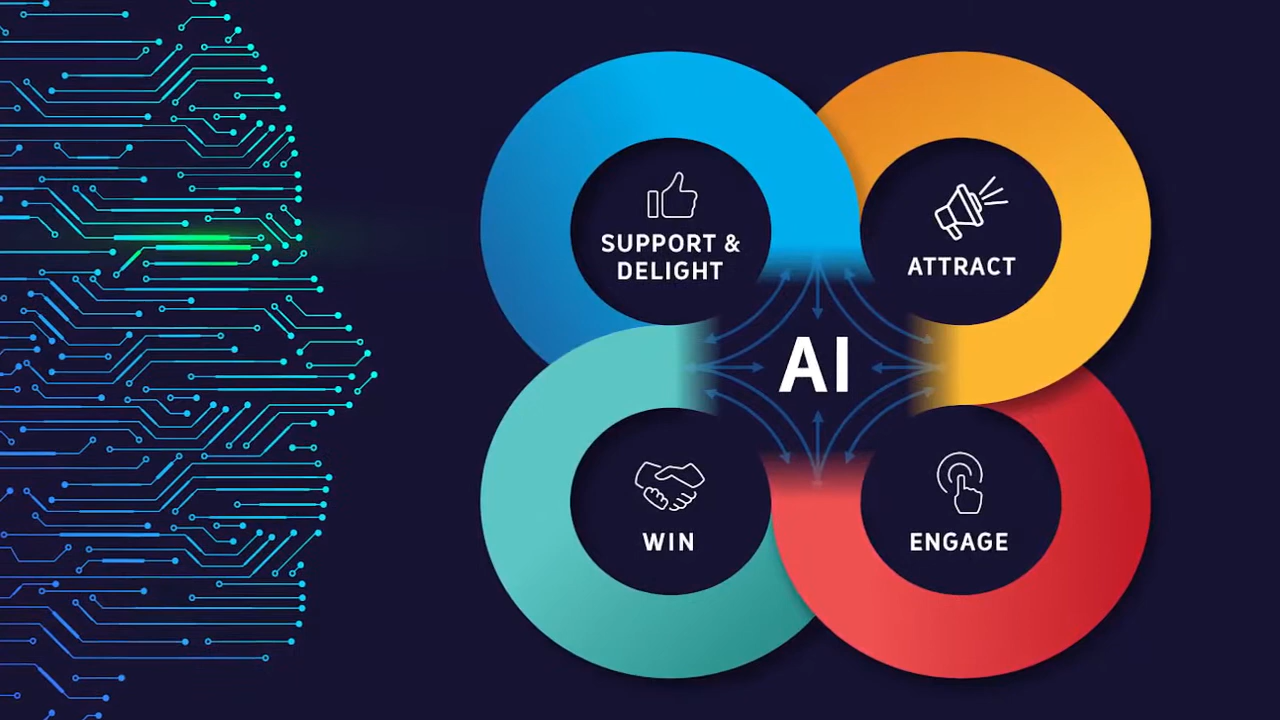 SUPPORT &
DELIGHT
ATTRACT
AI
WIN
ENGAGE